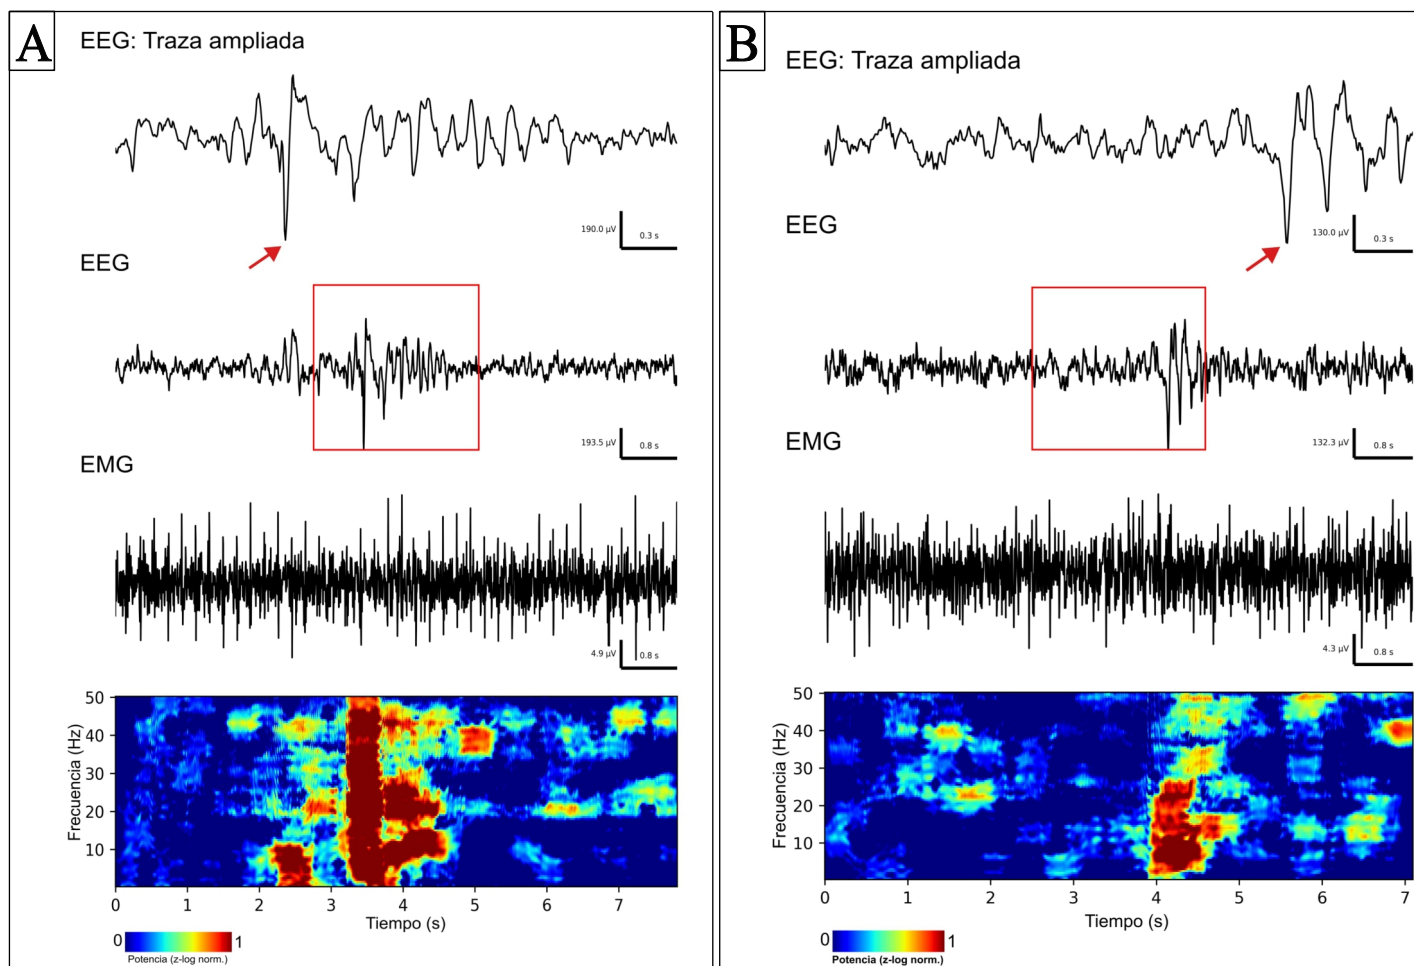 A
EEG: Traza ampliada
190.0 µV
0.3 s
EEG
193.5 µV
0.8 s
EMG
4.9 µV
0.8 s
50
40
30
20
10
Frecuencia (Hz)
0 1 2 3 4 5 6 7
Tiempo (s)
0 1
Potencia (z-log norm.)
B
EEG: Traza ampliada
EEG
130.0 µV
0.3 s
132.3 µV
0.8 s
EMG
4.3 µV
0.8 s
50
40
30
20
10
Frecuencia (Hz)
0 1 2 3 4 5 6 7
Tiempo (s)
0 1
Potencia (z-log norm.)